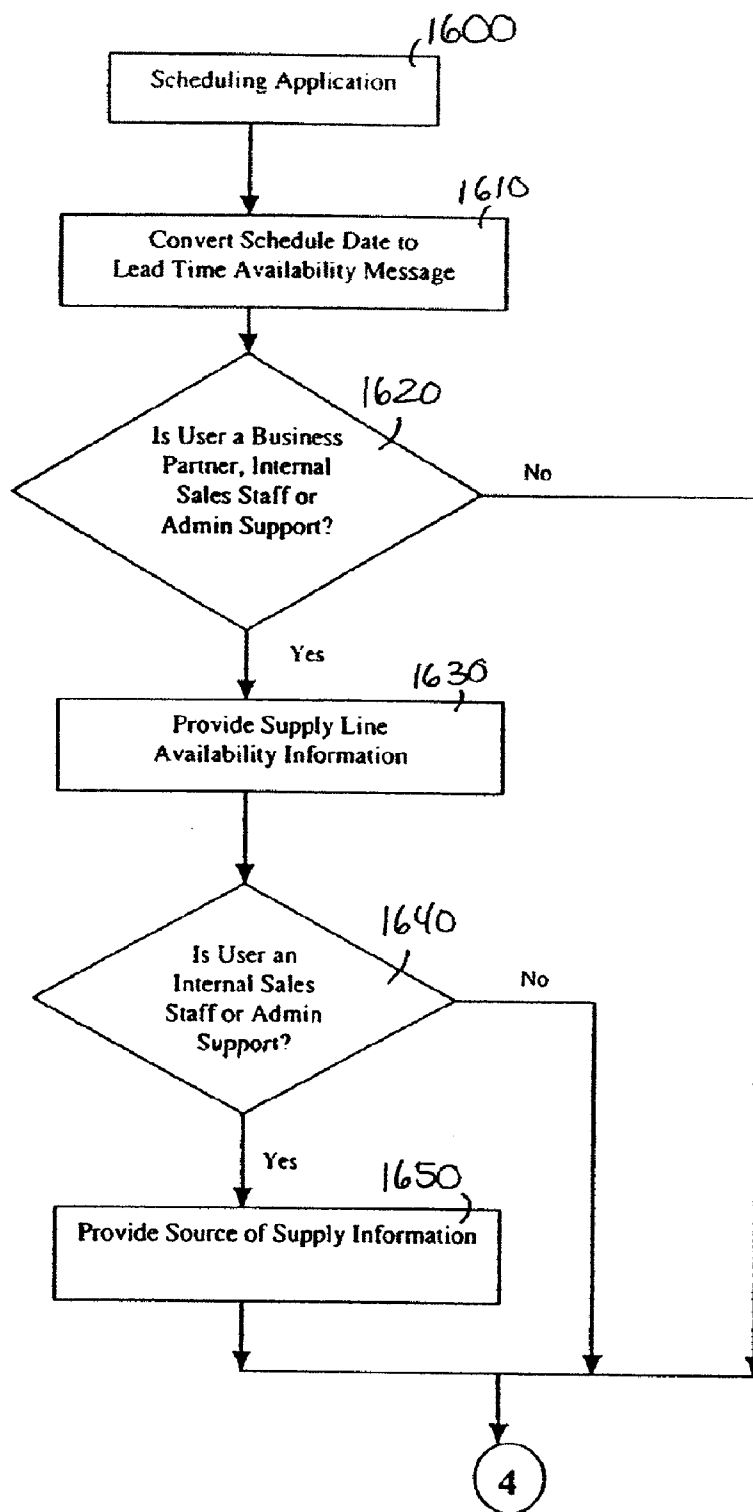 1600
Scheduling Application
1610
Convert Schedule Date to
Lead Time Availability Message
1620
Is User a Business
Partner, Internal
Sales Staff or
Admin Support?
No
Yes
1630
Provide Supply Line
Availability Information
1640
Is User an
Internal Sales
Staff or Admin
Support?
No
Yes
1650
Provide Source of Supply Information
4